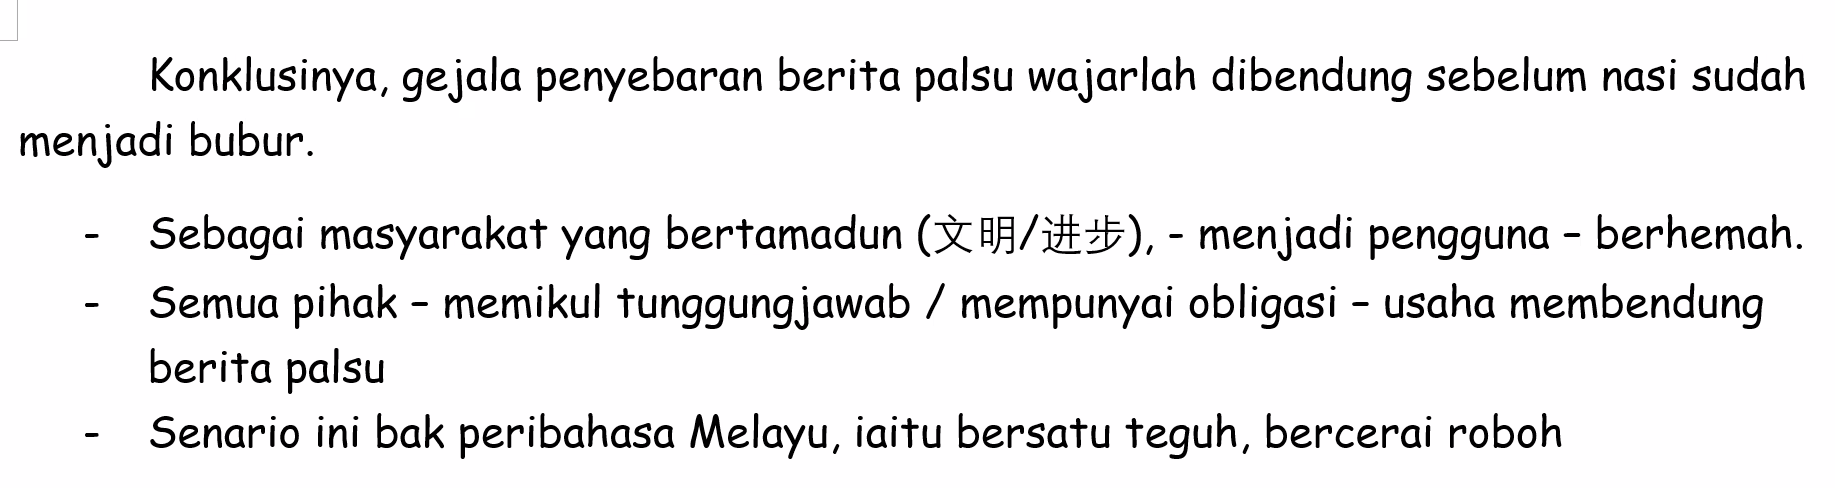 Konklusinya, gejala penyebaran berita palsu wajarlah dibendung sebelum nasi sudah
menjadi bubur.
- Sebagai masyarakat yang bertamadun (文明/进步), - menjadi pengguna – berhemah.
- Semua pihak – memikul tunggungjawab / mempunyai obligasi – usaha membendung
berita palsu
- Senario ini bak peribahasa Melayu, iaitu bersatu teguh, bercerai roboh